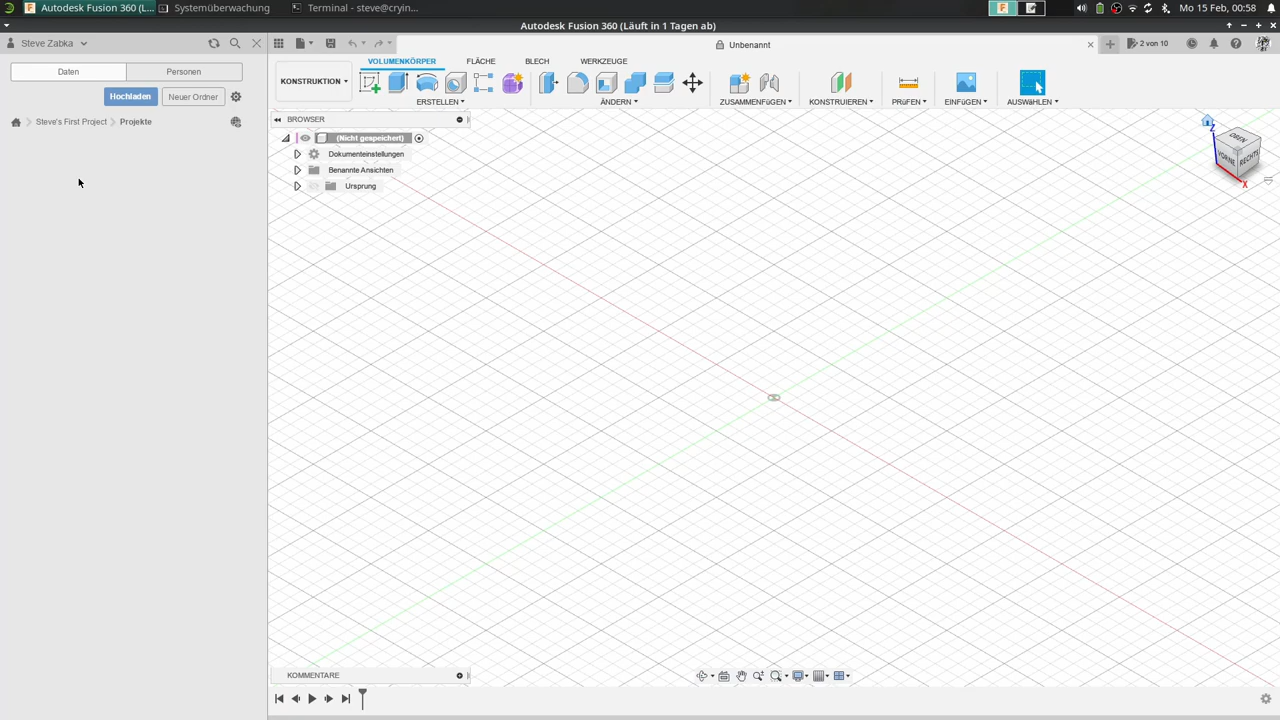 Autodesk Fusion 360 (L...
Systemüberwachung
Terminal - steve@cryin...
Mo 15 Feb, 00:58
Autodesk Fusion 360 (Läuft in 1 Tagen ab)
Steve Zabka
Unbenannt
2 von 10
Daten
Personen
Hochladen
Neuer Ordner
Steve's First Project
Projekte
KONSTRUKTION
VOLUMENKÖRPER
FLÄCHE
BLECH
WERKZEUGE
ERSTELLEN
ÄNDERN
ZUSAMMENFÜGEN
KONSTRUIEREN
PRÜFEN
EINFÜGEN
AUSWÄHLEN
BROWSER
(Nicht gespeichert)
Dokumenteinstellungen
Benannte Ansichten
Ursprung
Z
OBEN
VORNE
RECHTS
X
KOMMENTARE